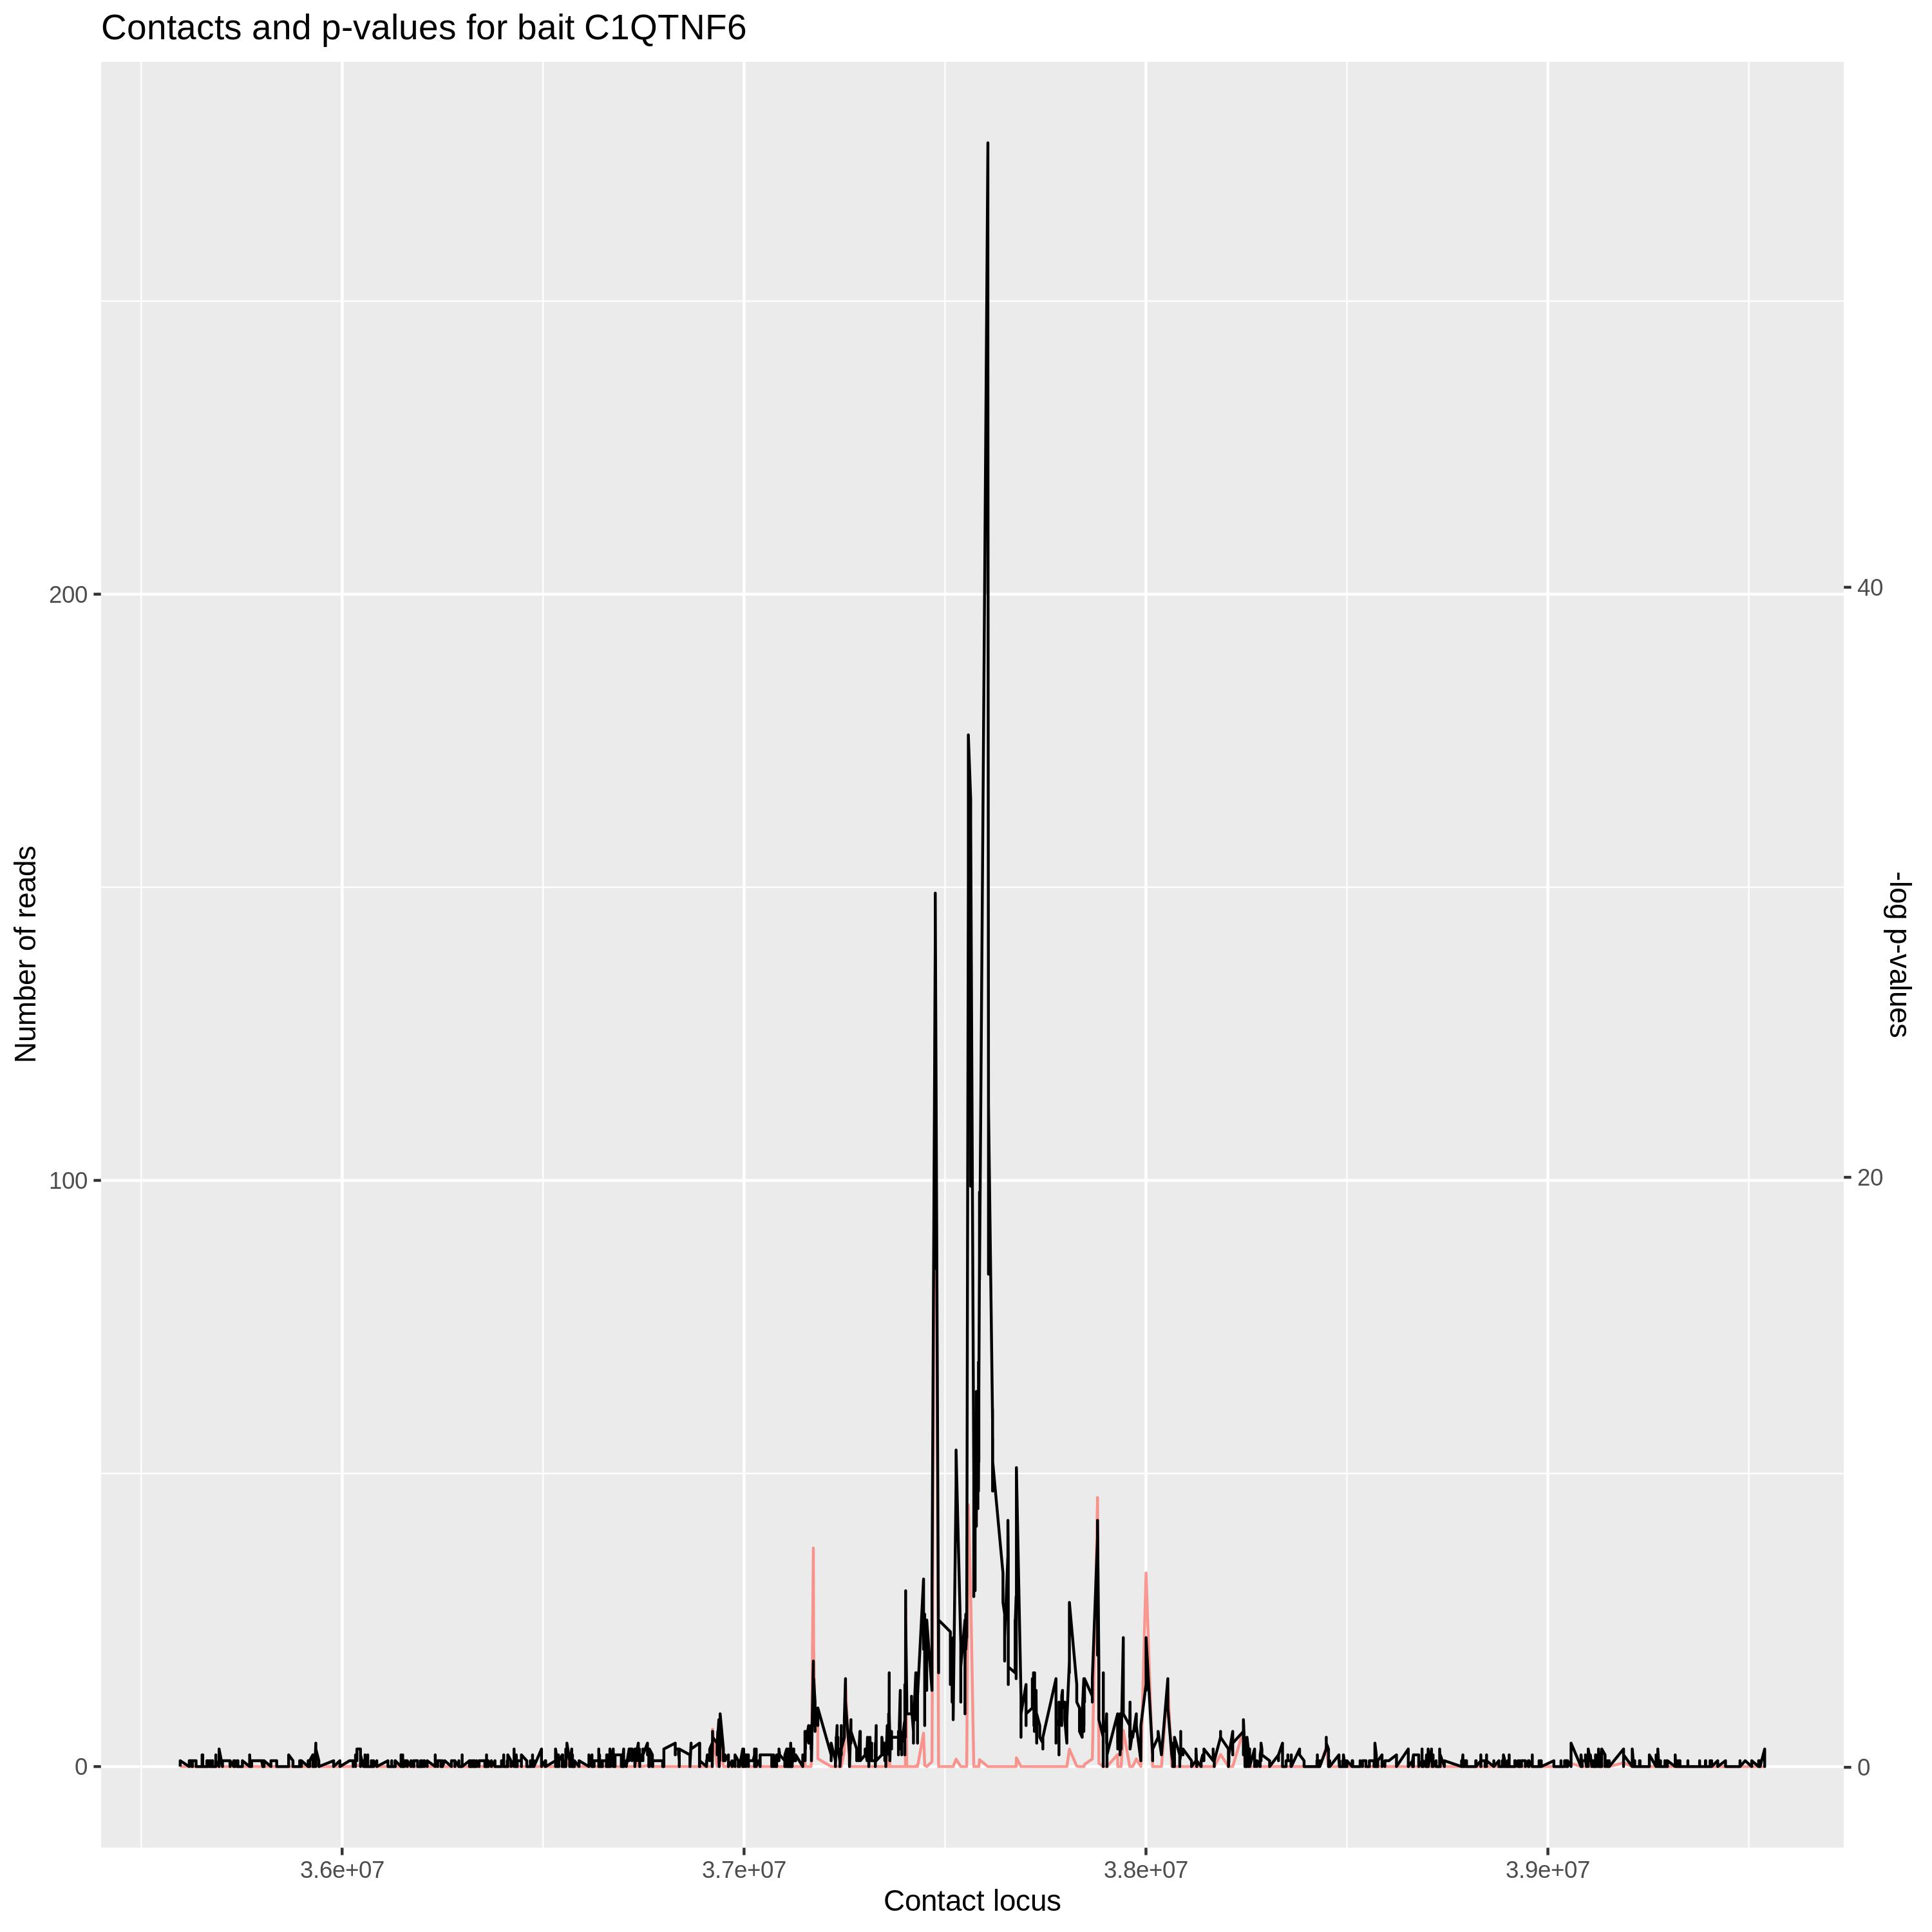 Contacts and p-values for bait C1QTNF6
Number of reads
200
100
0
40
20
0
-log p-values
3.6e+07
3.7e+07
3.8e+07
3.9e+07
Contact locus